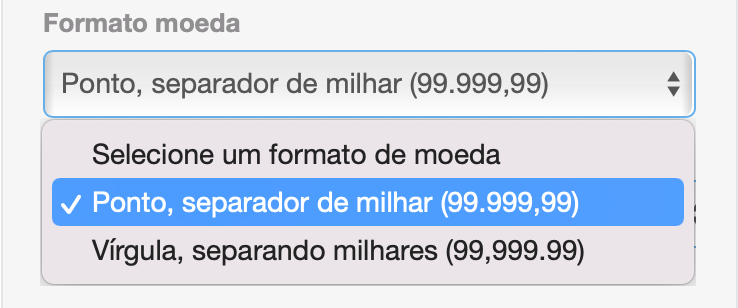 Formato moeda
Ponto, separador de milhar (99.999,99)
Selecione um formato de moeda
✓ Ponto, separador de milhar (99.999,99)
Vírgula, separando milhares (99,999.99)